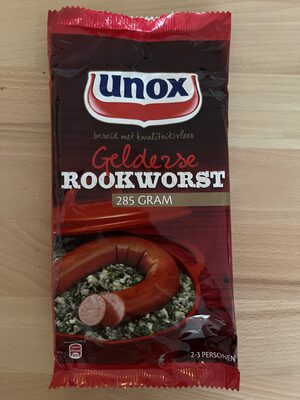 unox
bereid met kwaliteitsvlees
Gelderse
ROOKWORST
285 GRAM
2-3 PERSONEN